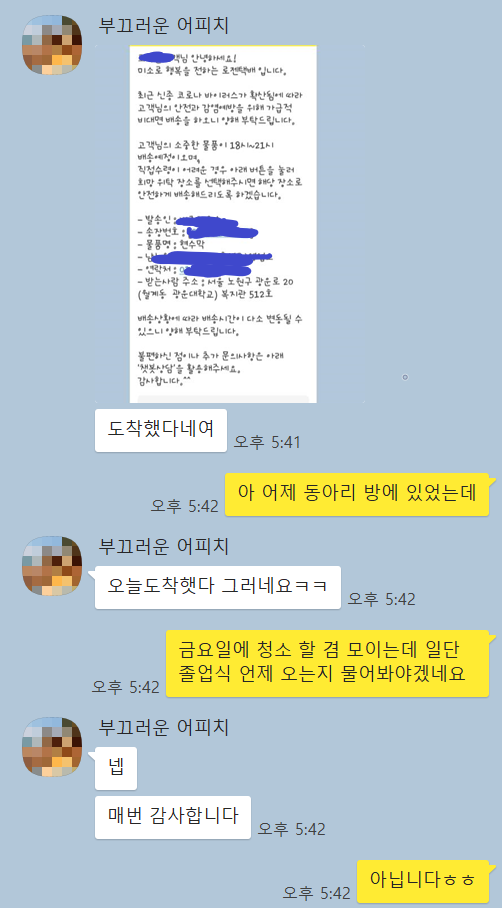 부끄러운 어피치
객님 안녕하세요!
미소로 행복을 전하는 로젠택배 입니다.
최근 신종 코로나 바이러스가 확산됨에 따라
고객님의 안전과 감염예방을 위해 가급적
비대면 배송을 하오니 양해 부탁드립니다.
고객님의 소중한 물품이 18시~21시
배송예정이오며,
직접수령이 어려운 경우 아래 버튼을 눌러
희망 위탁 장소를 선택해주시면 해당 장소로
안전하게 배송해드리도록 하겠습니다.
- 발송인 :
- 송장번호 :
- 물품명 : 현수막
- 연락처 :
- 받는사람 주소 : 서울 노원구 광운로 20
(월계동 광운대학교) 복지관 512호
배송상황에 따라 배송시간이 다소 변동될 수
있으니 양해 부탁드립니다.
불편하신 점이나 추가 문의사항은 아래
'챗봇상담'을 활용해주세요.
감사합니다.^^
도착했다네여
오후 5:41
아 어제 동아리 방에 있었는데
오후 5:42
부끄러운 어피치
오늘도착햇다 그러네요ㅋㅋ
오후 5:42
금요일에 청소 할 겸 모이는데 일단
졸업식 언제 오는지 물어봐야겠네요
오후 5:42
부끄러운 어피치
넵
매번 감사합니다
오후 5:42
아닙니다ㅎㅎ
오후 5:42